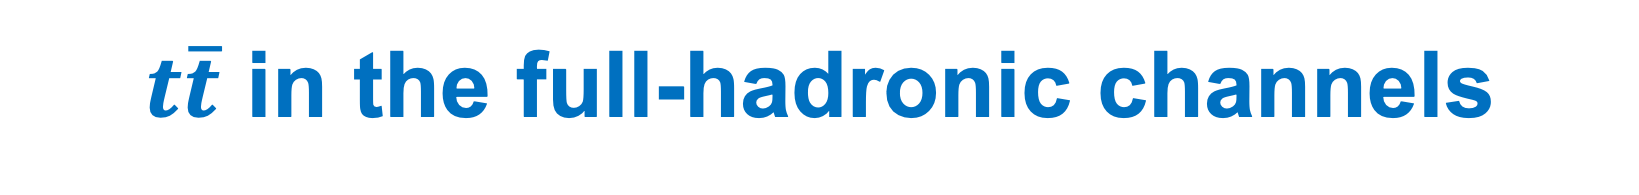 tt̅ in the full-hadronic channels